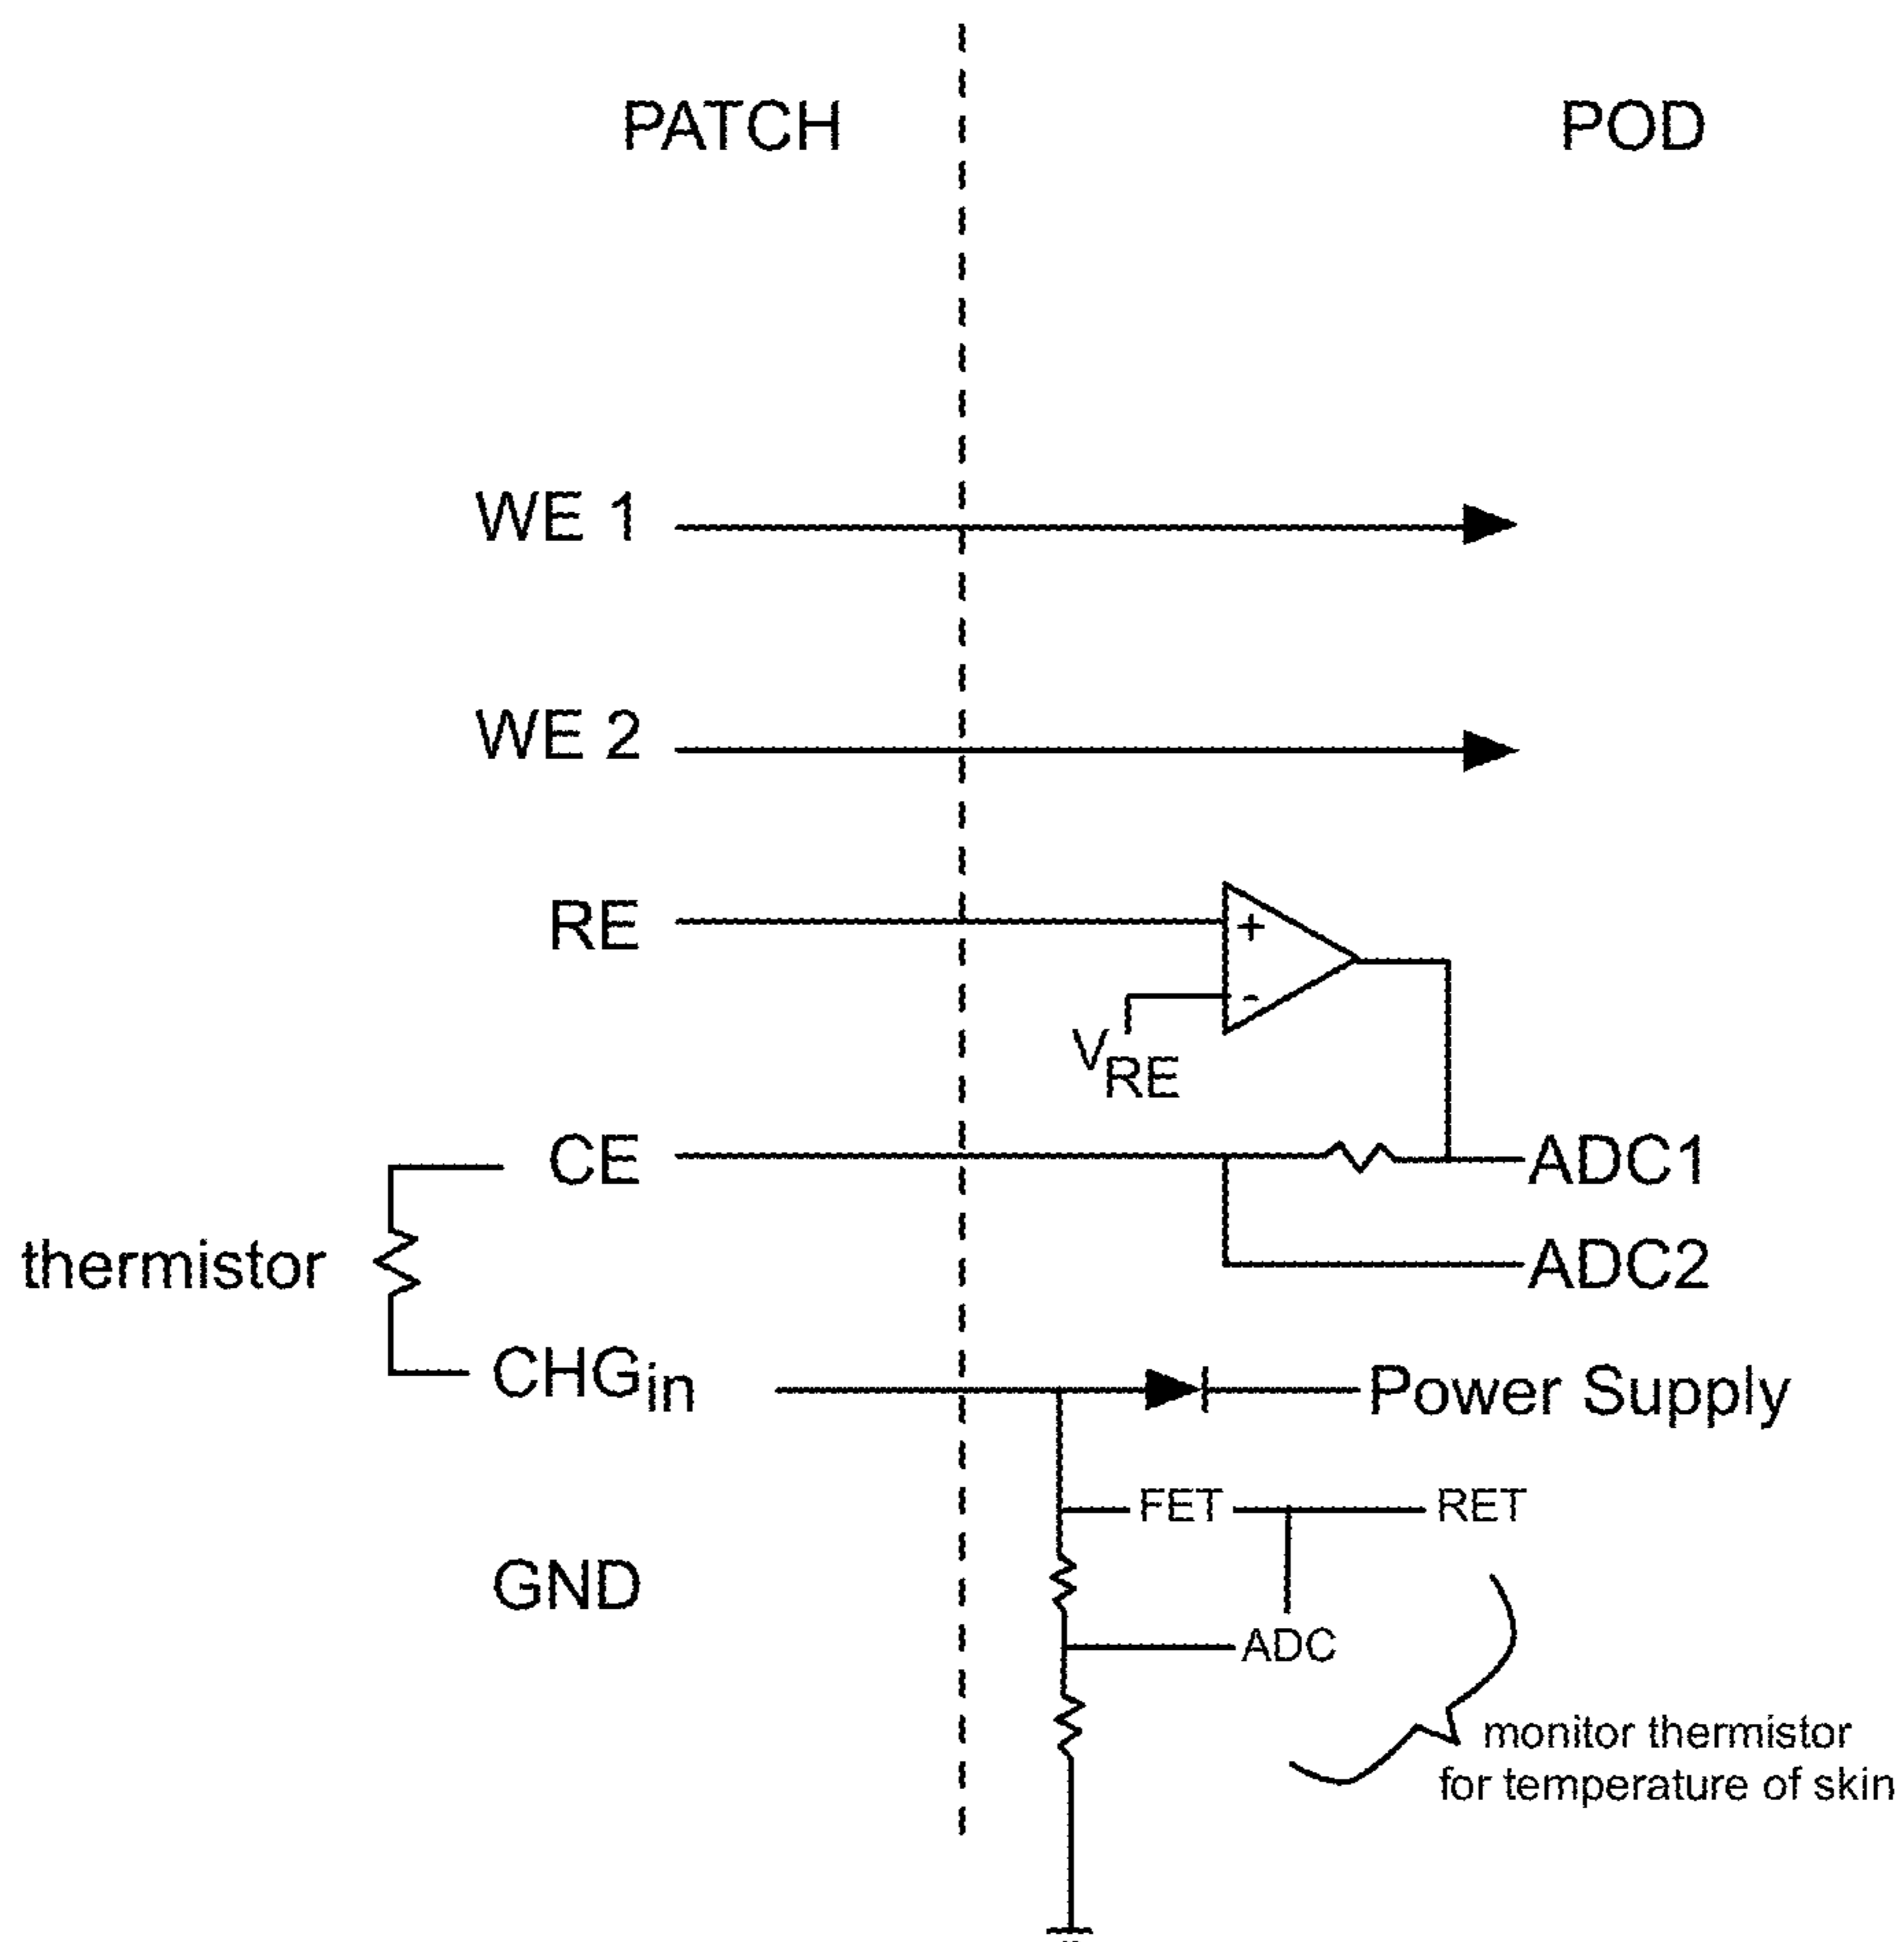 PATCH POD
WE 1
WE 2
RE
+
-
VRE
CE
ADC1
thermistor
ADC2
CHGin
Power Supply
FET RET
GND
ADC
monitor thermistor
for temperature of skin